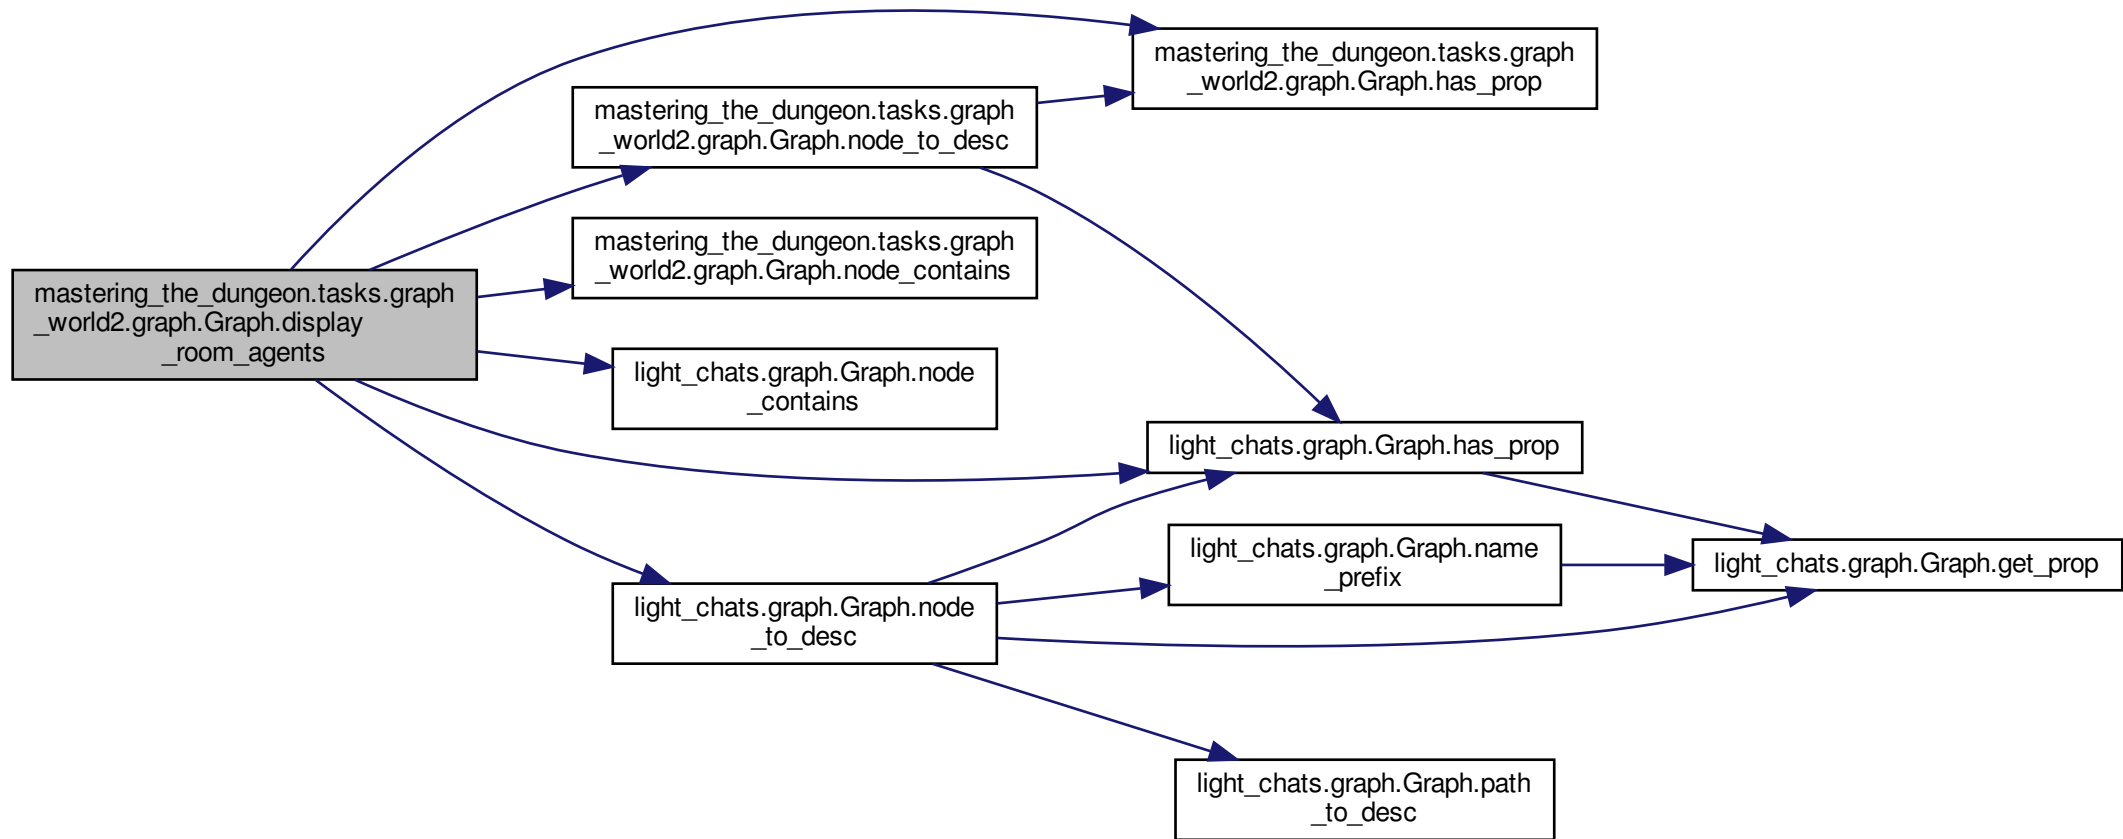 mastering_the_dungeon.tasks.graph
_world2.graph.Graph.has_prop
mastering_the_dungeon.tasks.graph
_world2.graph.Graph.node_to_desc
mastering_the_dungeon.tasks.graph
_world2.graph.Graph.node_contains
mastering_the_dungeon.tasks.graph
_world2.graph.Graph.display
_room_agents
light_chats.graph.Graph.node
_contains
light_chats.graph.Graph.has_prop
light_chats.graph.Graph.name
_prefix
light_chats.graph.Graph.get_prop
light_chats.graph.Graph.node
_to_desc
light_chats.graph.Graph.path
_to_desc